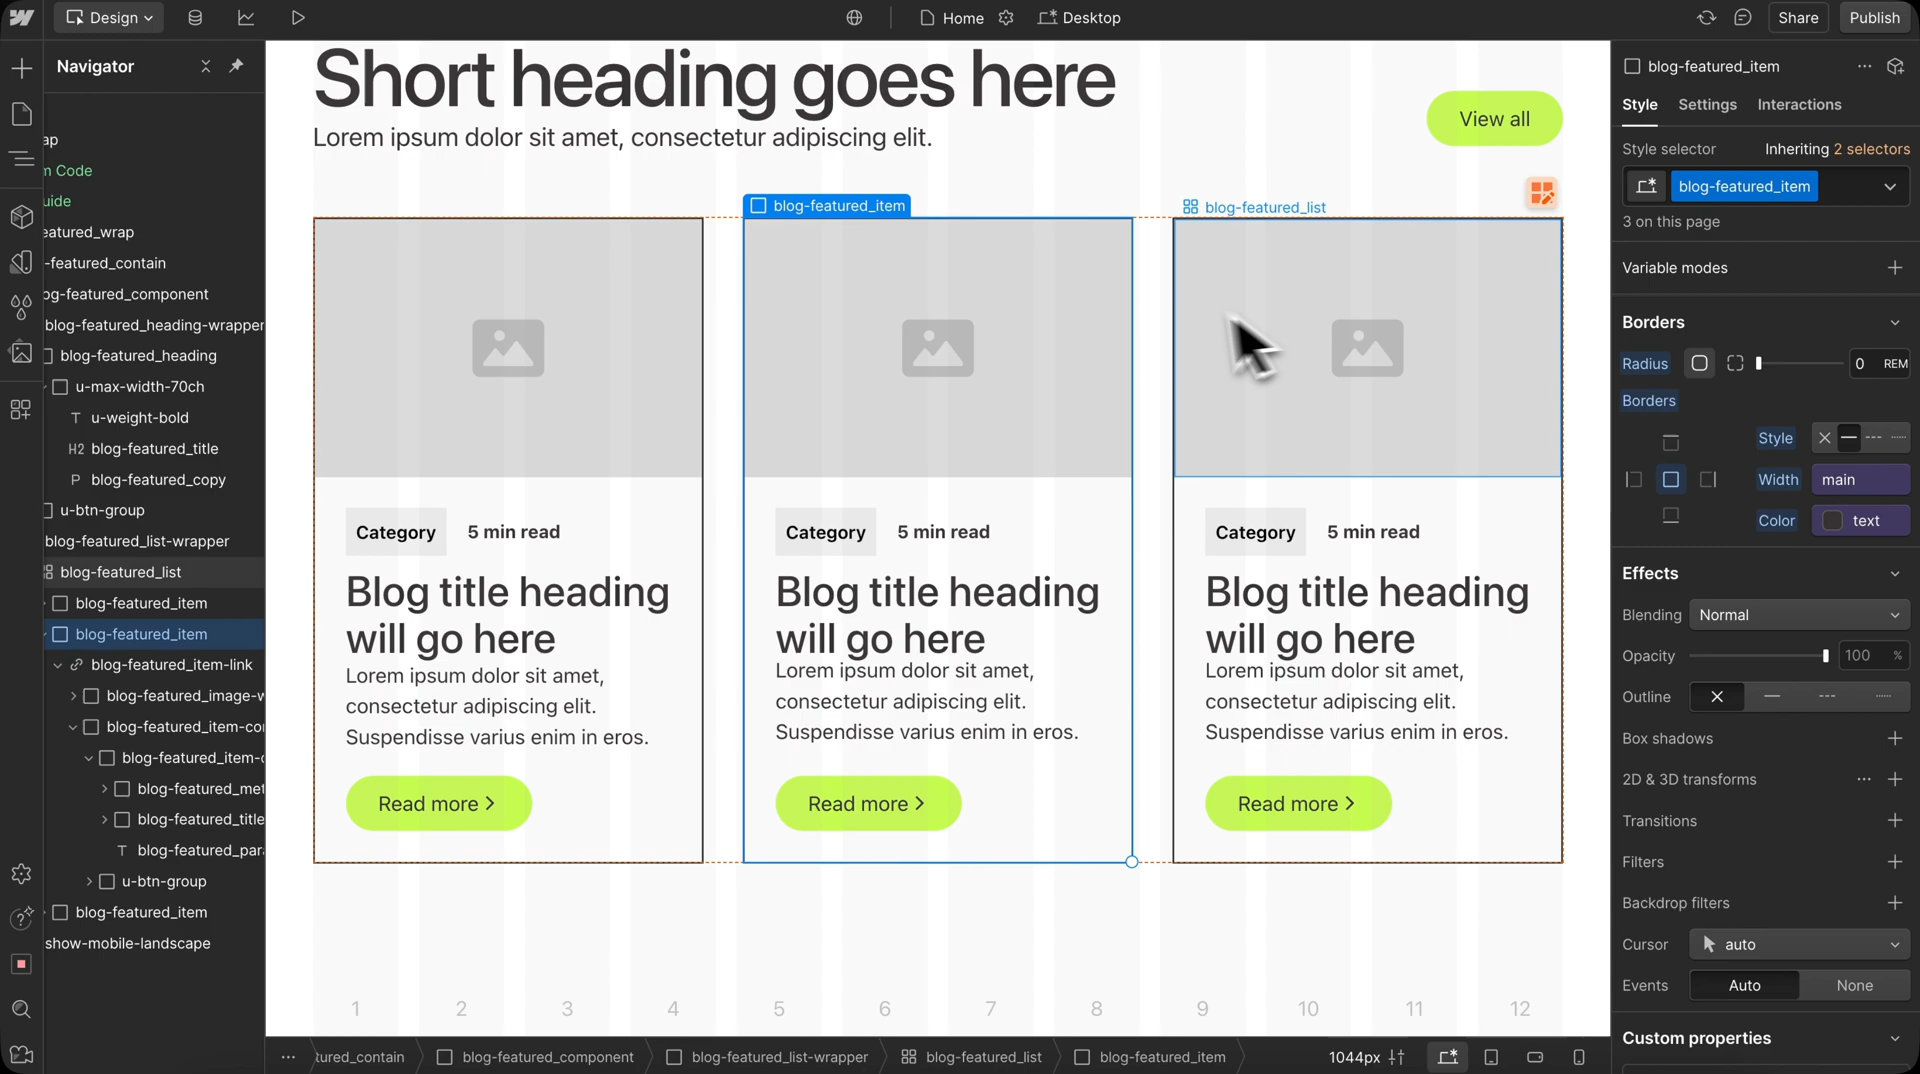 Design
Home
Desktop
Share
Publish
Navigator
ap
m Code
uide
eatured_wrap
-featured_contain
og-featured_component
blog-featured_heading-wrapper
blog-featured_heading
u-max-width-70ch
T u-weight-bold
H2 blog-featured_title
P blog-featured_copy
u-btn-group
blog-featured_list-wrapper
blog-featured_list
blog-featured_item
blog-featured_item
blog-featured_item-link
blog-featured_image-w
blog-featured_item-co
blog-featured_item-c
blog-featured_met
blog-featured_title
T blog-featured_par
u-btn-group
blog-featured_item
show-mobile-landscape
Short heading goes here
Lorem ipsum dolor sit amet, consectetur adipiscing elit.
View all
blog-featured_item
blog-featured_list
Category
5 min read
Blog title heading
will go here
Lorem ipsum dolor sit amet,
consectetur adipiscing elit.
Suspendisse varius enim in eros.
Read more
Category
5 min read
Blog title heading
will go here
Lorem ipsum dolor sit amet,
consectetur adipiscing elit.
Suspendisse varius enim in eros.
Read more
Category
5 min read
Blog title heading
will go here
Lorem ipsum dolor sit amet,
consectetur adipiscing elit.
Suspendisse varius enim in eros.
Read more
1 2 3 4 5 6 7 8 9 10 11 12
tured_contain
blog-featured_component
blog-featured_list-wrapper
blog-featured_list
blog-featured_item
1044px
blog-featured_item
Style Settings Interactions
Style selector
Inheriting 2 selectors
blog-featured_item
3 on this page
Variable modes
Borders
Radius
0 REM
Borders
Style
Width main
Color text
Effects
Blending Normal
Opacity 100 %
Outline
Box shadows
2D & 3D transforms
Transitions
Filters
Backdrop filters
Cursor auto
Events Auto None
Custom properties